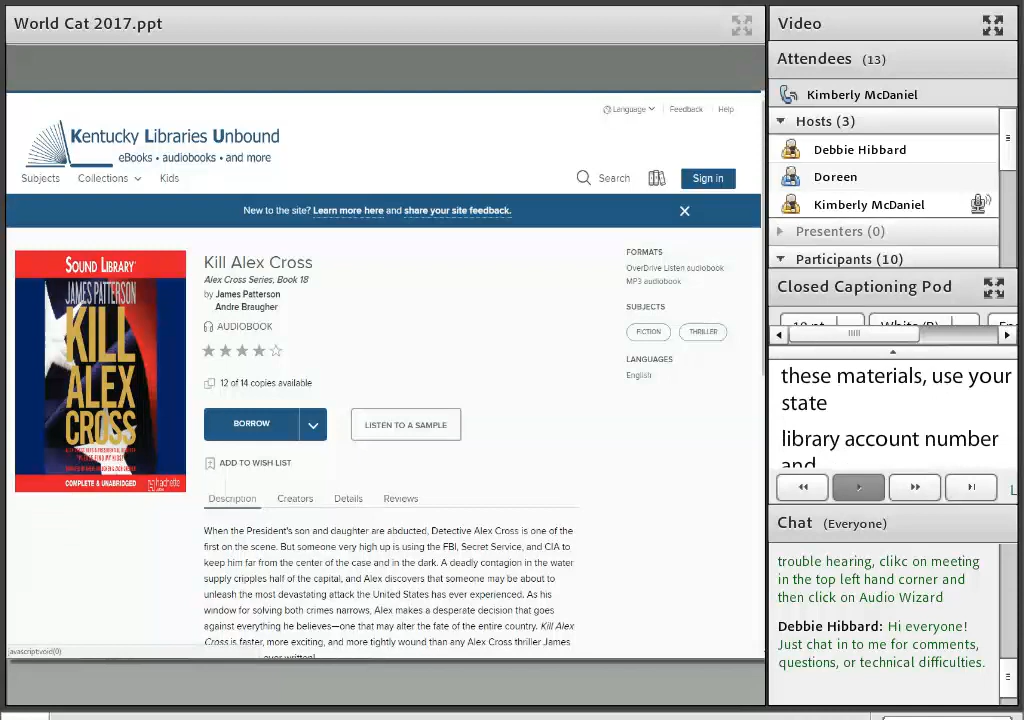 World Cat 2017.ppt
Language
Feedback
Help
Kentucky Libraries Unbound
eBooks • audiobooks • and more
Subjects
Collections
Kids
Search
Sign in
New to the site? Learn more here and share your site feedback.
SOUND LIBRARY
JAMES PATTERSON
KILL
ALEX
CROSS
COMPLETE & UNABRIDGED
hachette
Kill Alex Cross
Alex Cross Series, Book 18
by James Patterson
Andre Braugher
AUDIOBOOK
12 of 14 copies available
BORROW
LISTEN TO A SAMPLE
ADD TO WISH LIST
Description
Creators
Details
Reviews
When the President's son and daughter are abducted, Detective Alex Cross is one of the
first on the scene. But someone very high up is using the FBI, Secret Service, and CIA to
keep him far from the center of the case and in the dark. A deadly contagion in the water
supply cripples half of the capital, and Alex discovers that someone may be about to
unleash the most devastating attack the United States has ever experienced. As his
window for solving both crimes narrows, Alex makes a desperate decision that goes
against everything he believes—one that may alter the fate of the entire country. Kill Alex
Cross is faster, more exciting, and more tightly wound than any Alex Cross thriller James
ever written!
FORMATS
OverDrive Listen audiobook
MP3 audiobook
SUBJECTS
FICTION
THRILLER
LANGUAGES
English
javascript:void(0)
Video
Attendees (13)
Kimberly McDaniel
Hosts (3)
Debbie Hibbard
Doreen
Kimberly McDaniel
Presenters (0)
Participants (10)
Closed Captioning Pod
these materials, use your
state
library account number
and
Chat (Everyone)
trouble hearing, clikc on meeting
in the top left hand corner and
then click on Audio Wizard
Debbie Hibbard: Hi everyone!
Just chat in to me for comments,
questions, or technical difficulties.